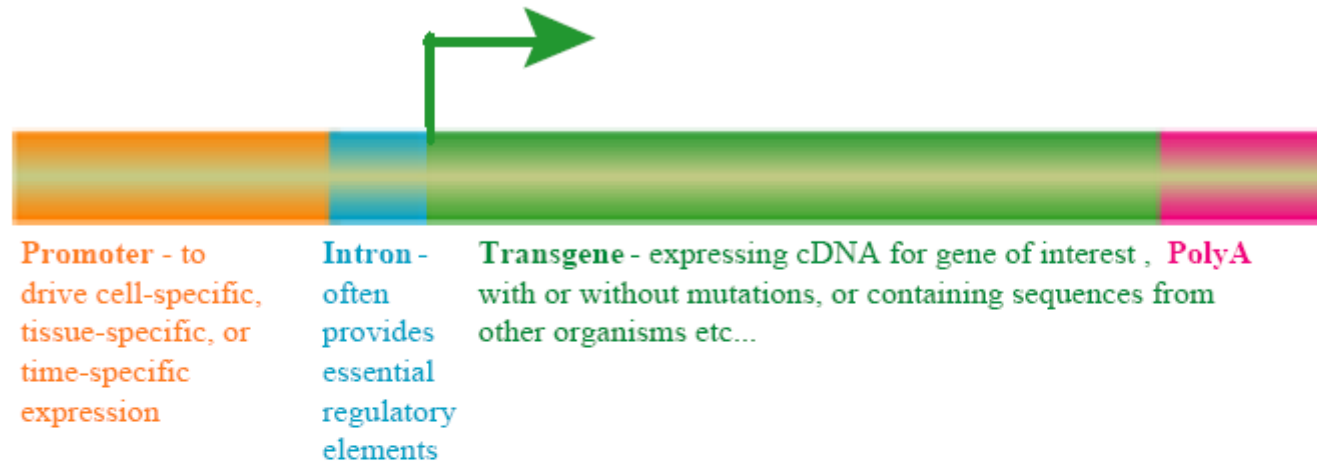 Promoter - to
drive cell-specific,
tissue-specific, or
time-specific
expression
Intron -
often
provides
essential
regulatory
elements
Transgene - expressing cDNA for gene of interest ,
with or without mutations, or containing sequences from
other organisms etc...
PolyA